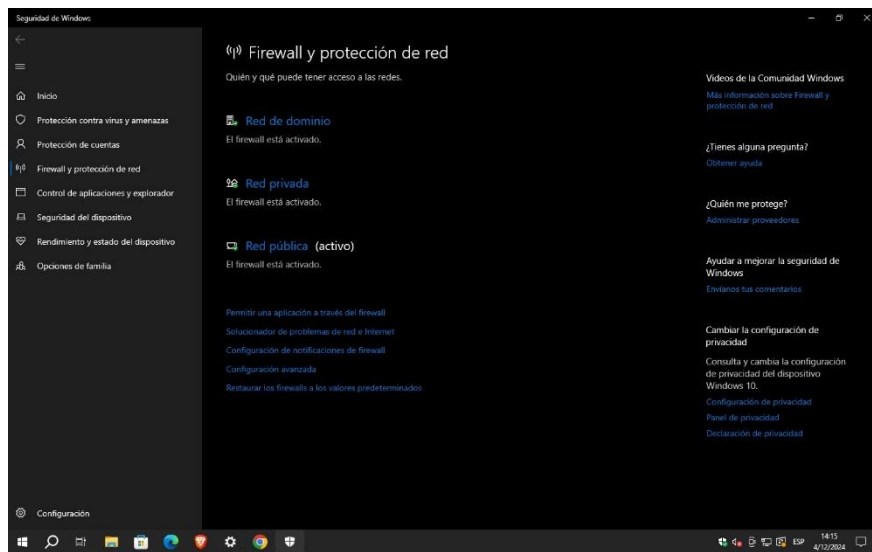 Seguridad de Windows
Inicio
Protección contra virus y amenazas
Protección de cuentas
Firewall y protección de red
Control de aplicaciones y explorador
Seguridad del dispositivo
Rendimiento y estado del dispositivo
Opciones de familia
Configuración
Firewall y protección de red
Quién y qué puede tener acceso a las redes.
Red de dominio
El firewall está activado.
Red privada
El firewall está activado.
Red pública (activo)
El firewall está activado.
Permitir una aplicación a través del firewall
Solucionador de problemas de red e Internet
Configuración de notificaciones de firewall
Configuración avanzada
Restaurar los firewalls a los valores predeterminados
Videos de la Comunidad Windows
Más información sobre Firewall y
protección de red
¿Tienes alguna pregunta?
Obtener ayuda
¿Quién me protege?
Administrar proveedores
Ayudar a mejorar la seguridad de
Windows
Envíanos tus comentarios
Cambiar la configuración de
privacidad
Consulta y cambia la configuración
de privacidad del dispositivo
Windows 10.
Configuración de privacidad
Panel de privacidad
Declaración de privacidad
ESP
14:15
4/12/2024